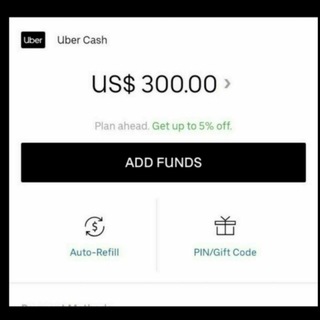 Uber Uber Cash
US$ 300.00 >
Plan ahead. Get up to 5% off.
ADD FUNDS
$
Auto-Refill PIN/Gift Code